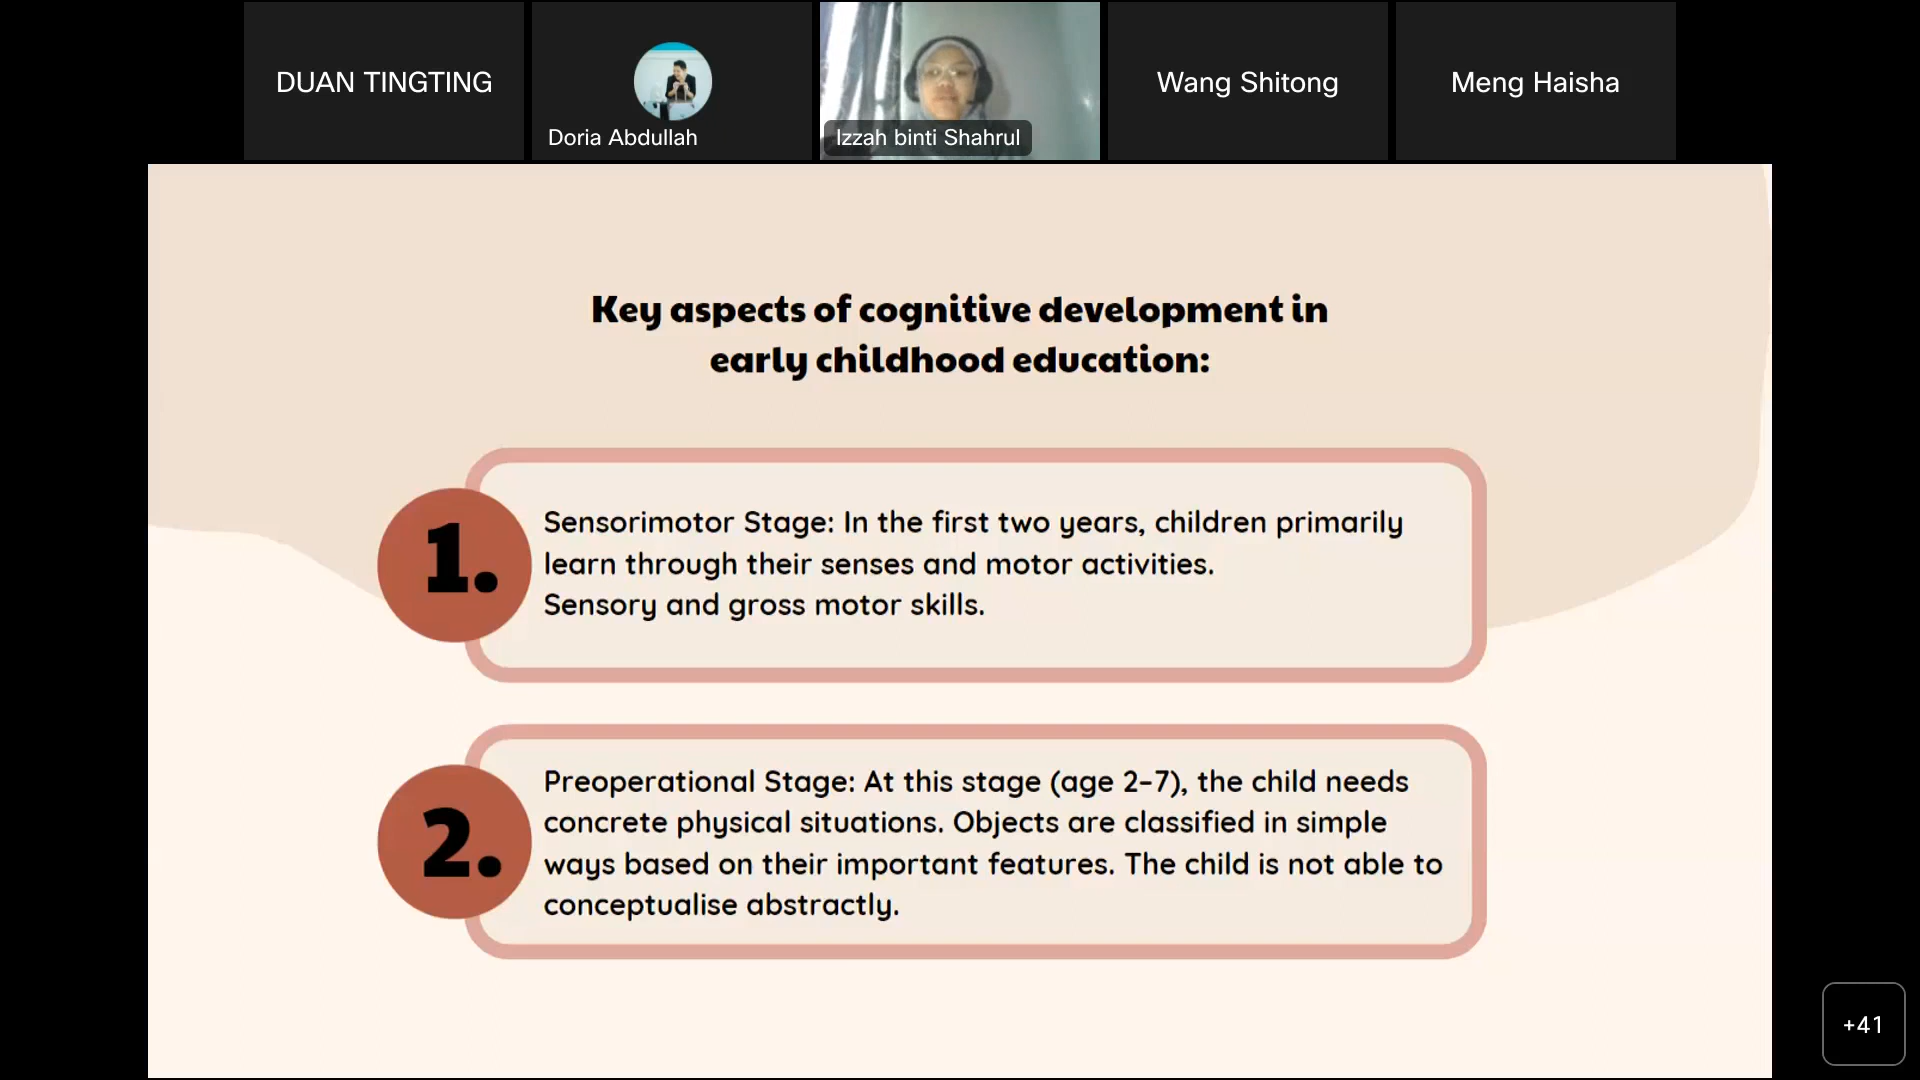 DUAN TINGTING
Doria Abdullah
Izzah binti Shahrul
Wang Shitong
Meng Haisha
Key aspects of cognitive development in
early childhood education:
1.
Sensorimotor Stage: In the first two years, children primarily
learn through their senses and motor activities.
Sensory and gross motor skills.
2.
Preoperational Stage: At this stage (age 2-7), the child needs
concrete physical situations. Objects are classified in simple
ways based on their important features. The child is not able to
conceptualise abstractly.
+41